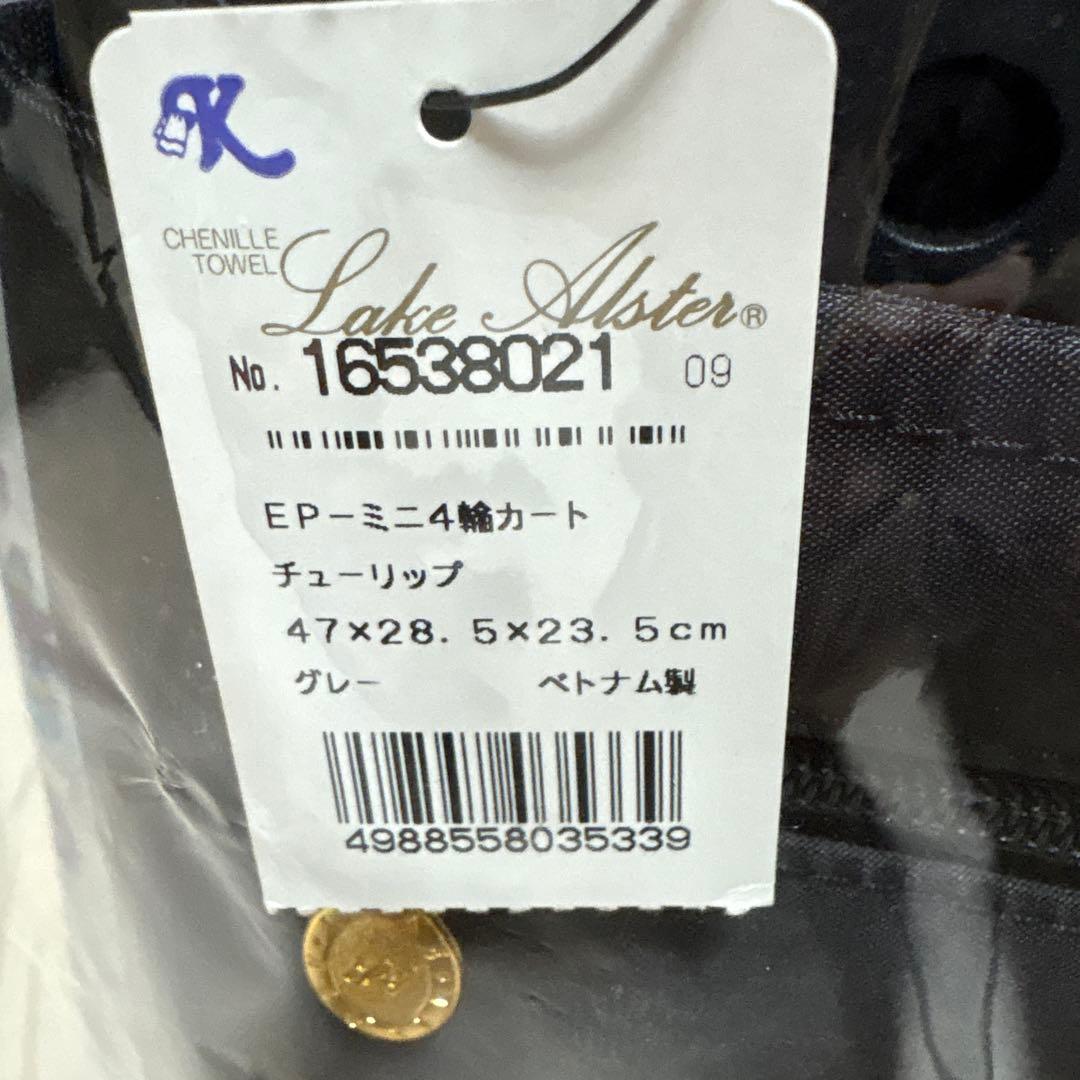 K
CHENILLE
TOWEL
Lake Alster®
No. 16538021 09
EP－ミニ4輪カート
チューリップ
47×28．5×23．5cm
グレー ベトナム製
4988558035339